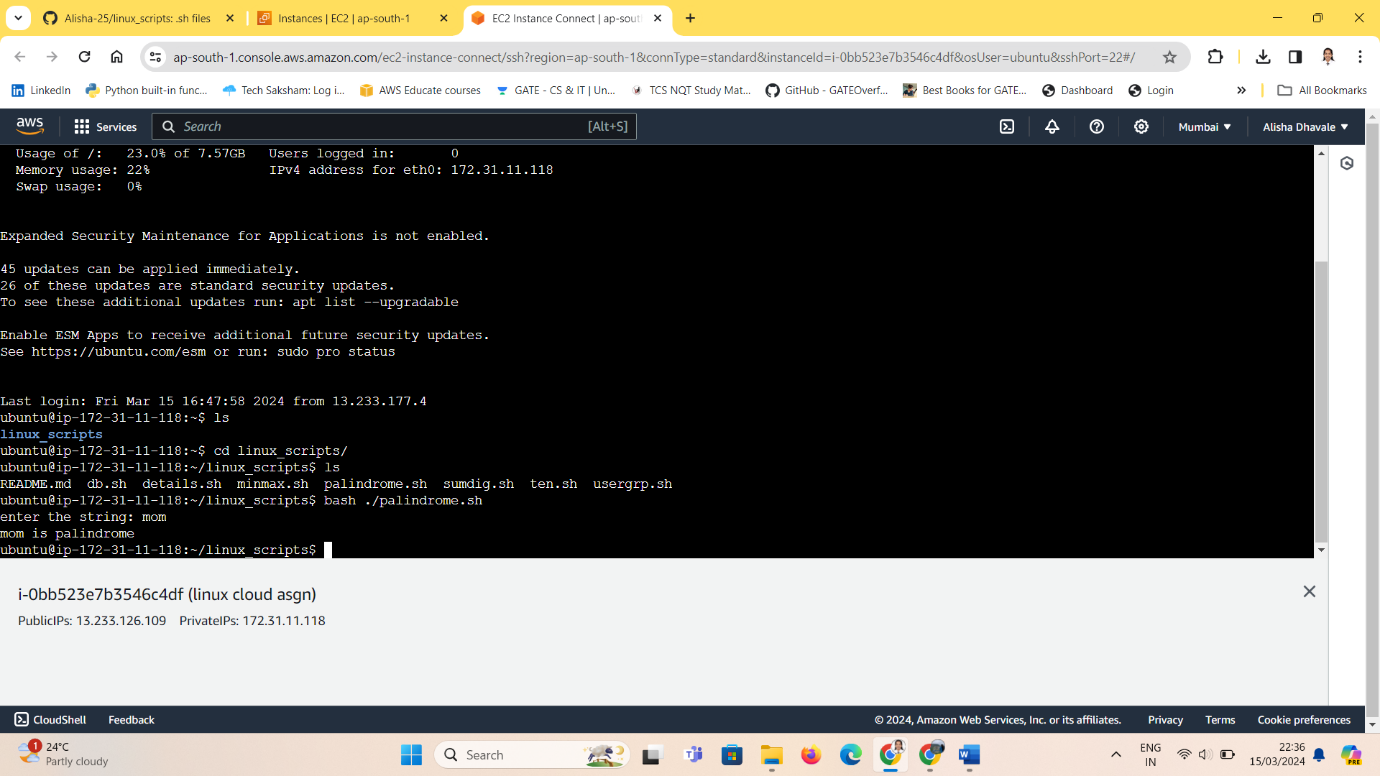 Alisha-25/linux_scripts: .sh files
Instances | EC2 | ap-south-1
EC2 Instance Connect | ap-sout
ap-south-1.console.aws.amazon.com/ec2-instance-connect/ssh?region=ap-south-1&connType=standard&instanceId=i-0bb523e7b3546c4df&osUser=ubuntu&sshPort=22#/
LinkedIn
Python built-in func...
Tech Saksham: Log i...
AWS Educate courses
GATE - CS & IT | Un...
TCS NQT Study Mat...
GitHub - GATEOverf...
Best Books for GATE...
Dashboard
Login
»
All Bookmarks
aws
Services
Search
[Alt+S]
Mumbai
Alisha Dhavale
Usage of /: 23.0% of 7.57GB Users logged in: 0
Memory usage: 22% IPv4 address for eth0: 172.31.11.118
Swap usage: 0%
Expanded Security Maintenance for Applications is not enabled.
45 updates can be applied immediately.
26 of these updates are standard security updates.
To see these additional updates run: apt list --upgradable
Enable ESM Apps to receive additional future security updates.
See https://ubuntu.com/esm or run: sudo pro status
Last login: Fri Mar 15 16:47:58 2024 from 13.233.177.4
ubuntu@ip-172-31-11-118:~$ ls
linux_scripts
ubuntu@ip-172-31-11-118:~$ cd linux_scripts/
ubuntu@ip-172-31-11-118:~/linux_scripts$ ls
README.md db.sh details.sh minmax.sh palindrome.sh sumdig.sh ten.sh usergrp.sh
ubuntu@ip-172-31-11-118:~/linux_scripts$ bash ./palindrome.sh
enter the string: mom
mom is palindrome
ubuntu@ip-172-31-11-118:~/linux_scripts$
i-0bb523e7b3546c4df (linux cloud asgn)
PublicIPs: 13.233.126.109 PrivateIPs: 172.31.11.118
CloudShell
Feedback
© 2024, Amazon Web Services, Inc. or its affiliates.
Privacy
Terms
Cookie preferences
1
24°C
Partly cloudy
Search
ENG
IN
22:36
15/03/2024
PRE